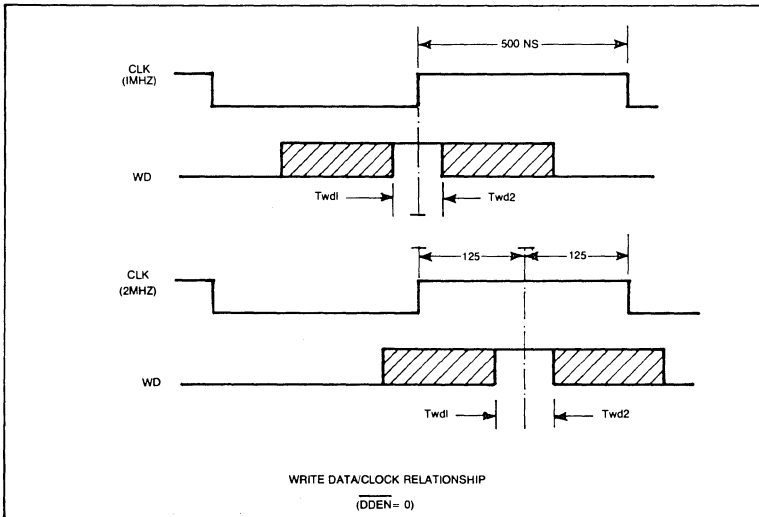 500 NS
CLK
(1MHZ)
WD
Twdl
Twd2
125
125
CLK
(2MHZ)
WD
Twdl
Twd2
WRITE DATA/CLOCK RELATIONSHIP
(DDEN = 0)